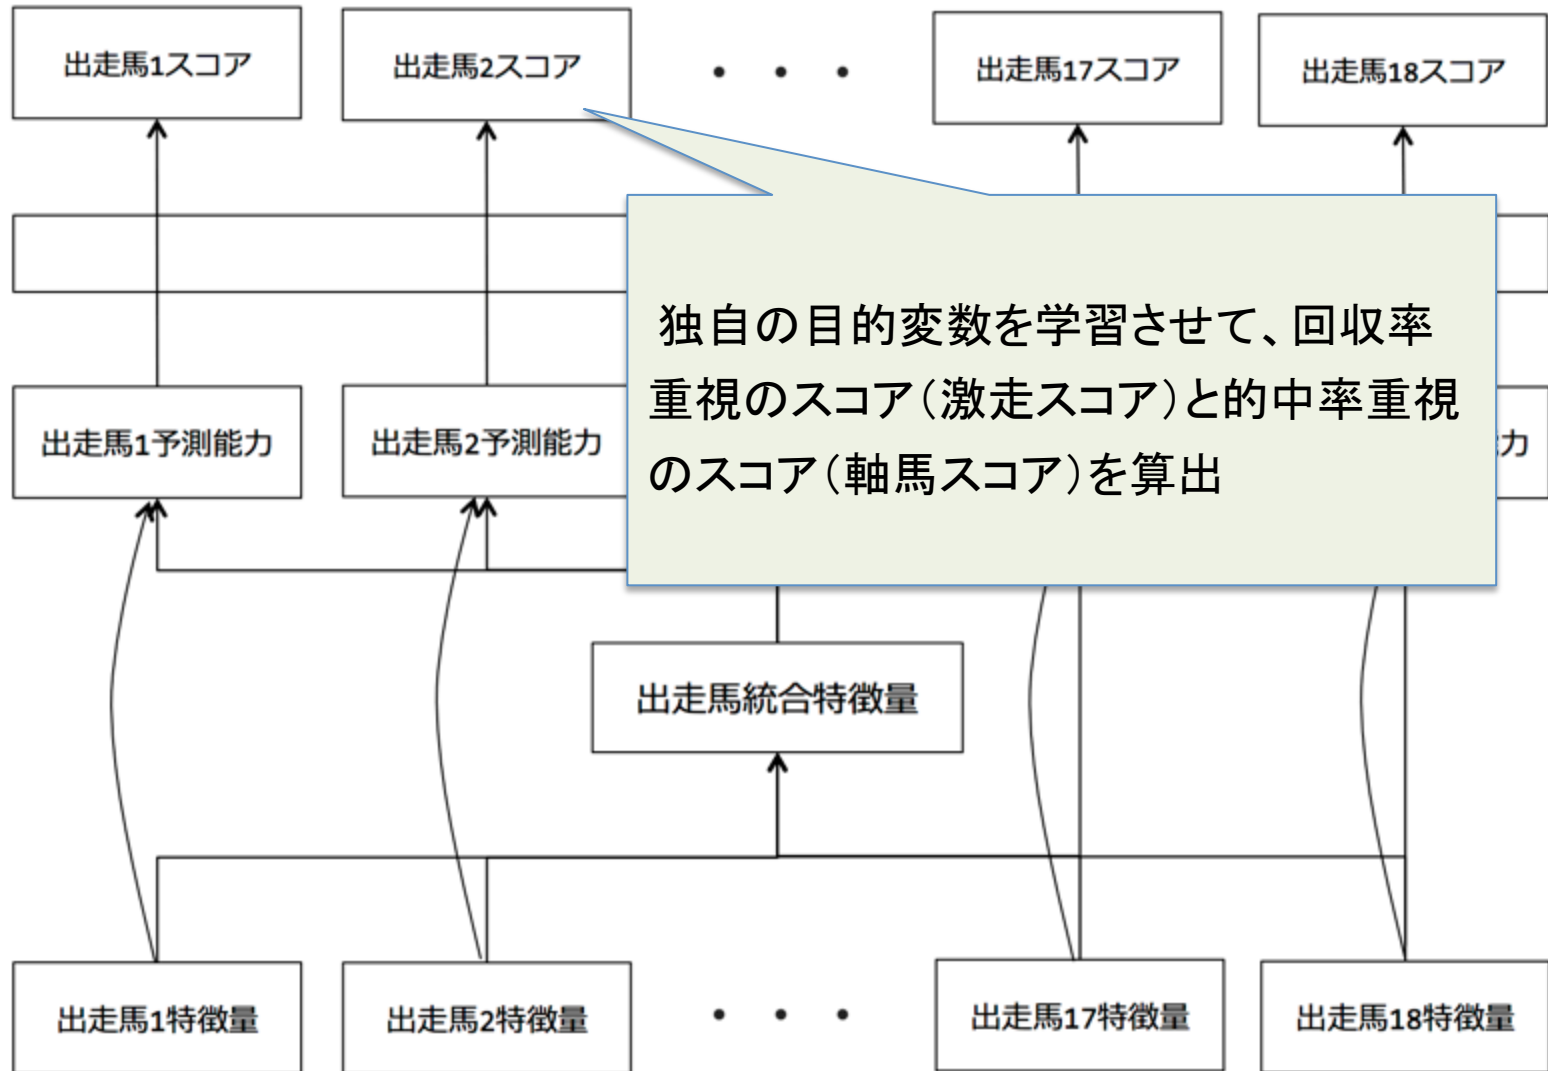 出走馬1スコア
出走馬2スコア
・・・
出走馬17スコア
出走馬18スコア
独自の目的変数を学習させて、回収率
重視のスコア（激走スコア）と的中率重視
のスコア（軸馬スコア）を算出
出走馬1予測能力
出走馬2予測能力
力
出走馬統合特徴量
出走馬1特徴量
出走馬2特徴量
・・・
出走馬17特徴量
出走馬18特徴量